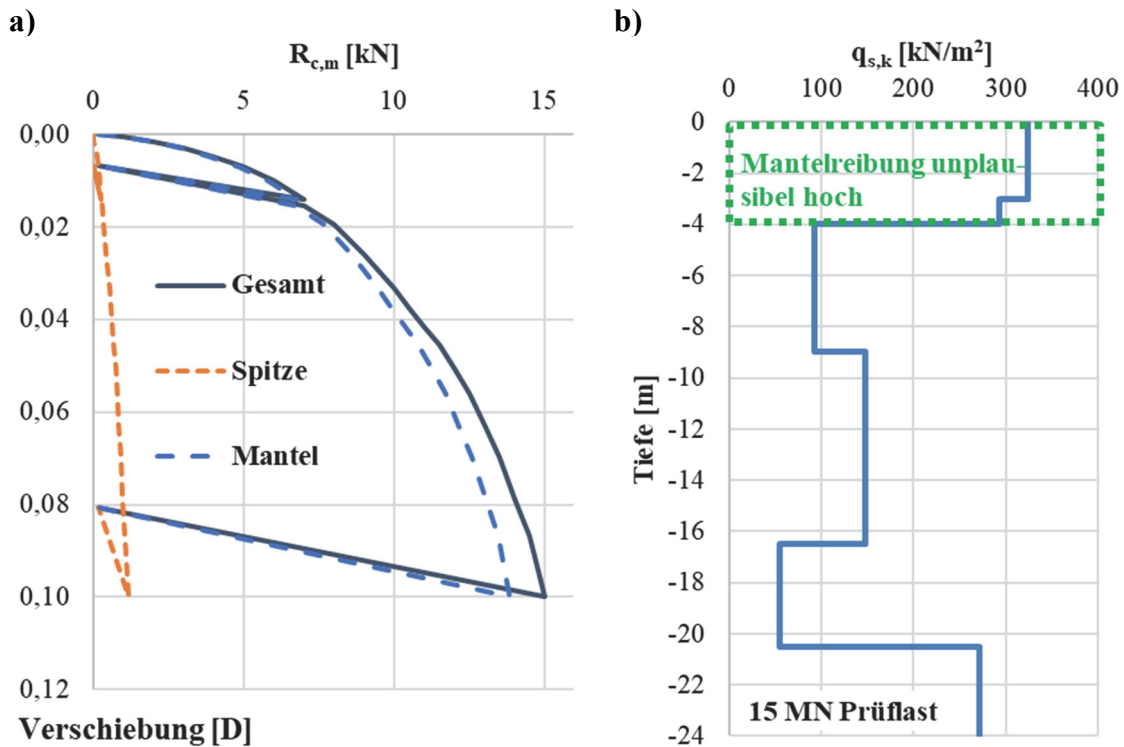 a)
R_c,m [kN]
0 5 10 15
0,00
0,02
0,04
0,06
0,08
0,10
0,12
Gesamt
Spitze
Mantel
Verschiebung [D]
b)
q_s,k [kN/m²]
0 100 200 300 400
0
-2
-4
-6
-8
-10
-12
-14
-16
-18
-20
-22
-24
Tiefe [m]
Mantelreibung unplau-
sibel hoch
15 MN Prüflast